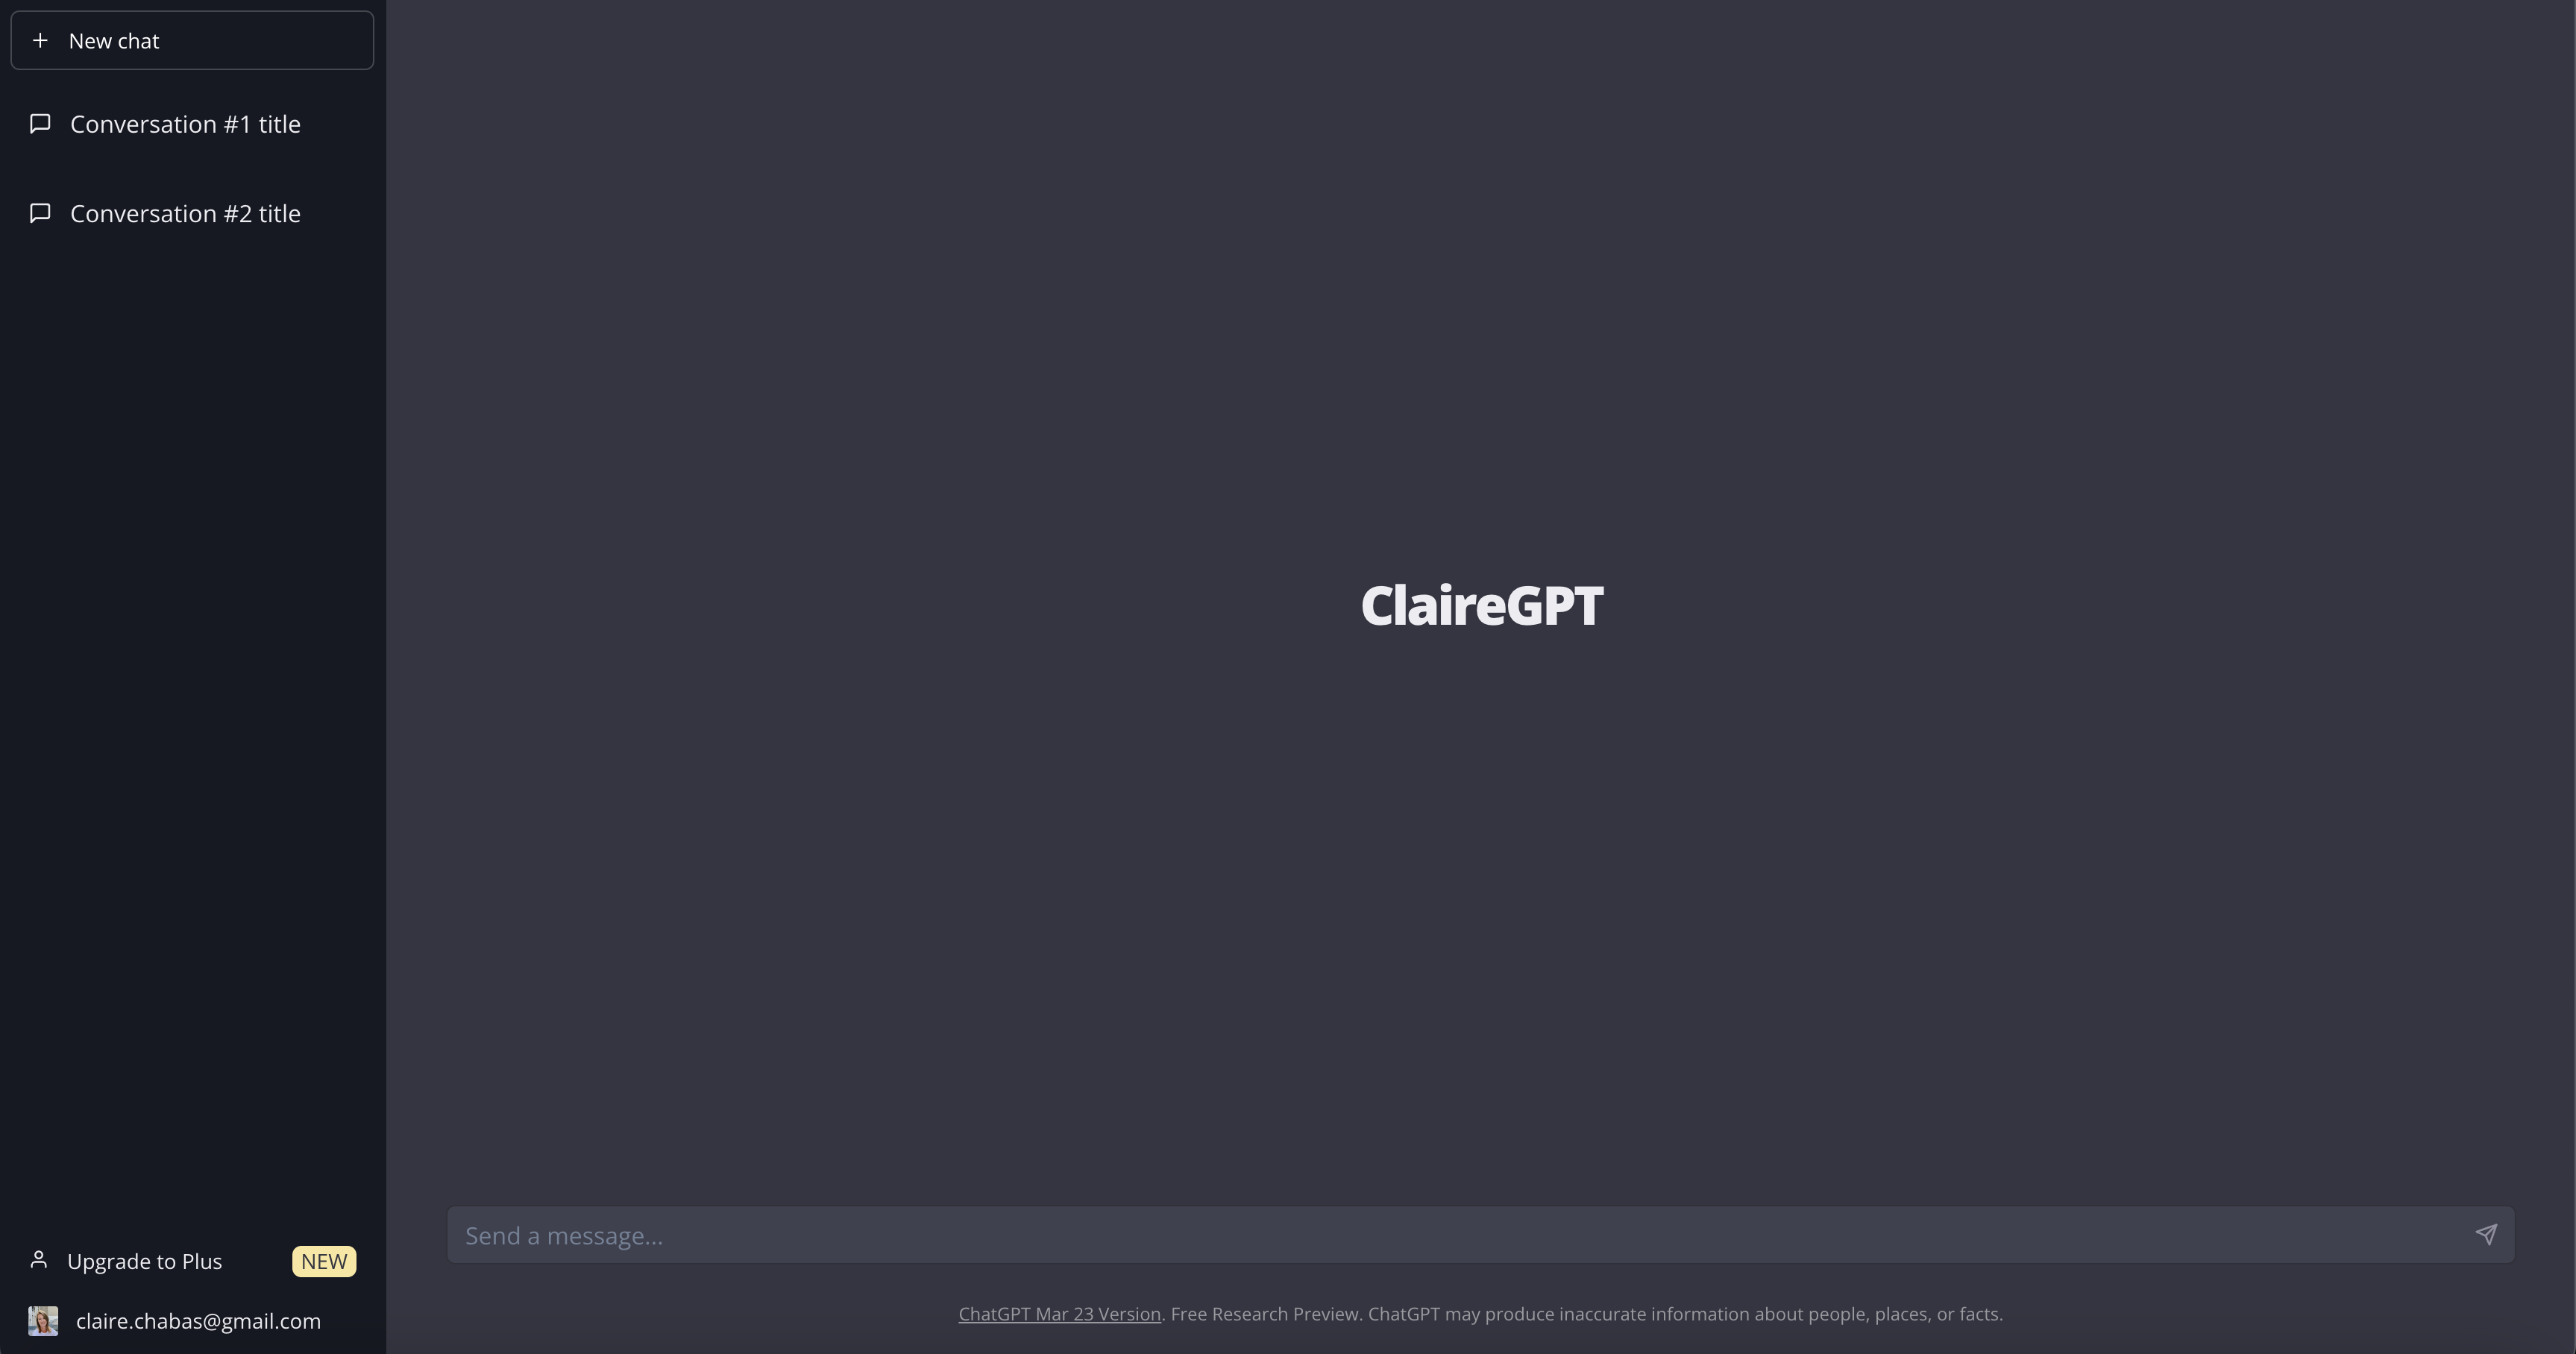 New chat
Conversation #1 title
Conversation #2 title
ClaireGPT
Send a message...
Upgrade to Plus NEW
claire.chabas@gmail.com
ChatGPT Mar 23 Version. Free Research Preview. ChatGPT may produce inaccurate information about people, places, or facts.